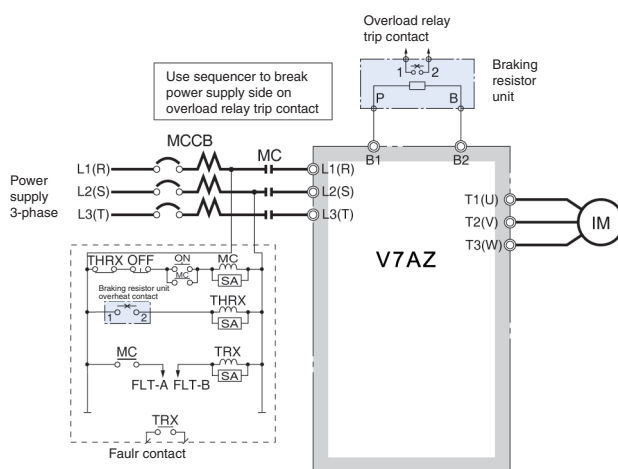 Overload relay
trip contact
1 2
Braking
resistor
unit
P B
Use sequencer to break
power supply side on
overload relay trip contact
B1 B2
MCCB
MC
Power
supply
3-phase
L1(R)
L2(S)
L3(T)
L1(R)
L2(S)
L3(T)
T1(U)
T2(V)
T3(W)
IM
V7AZ
THRX OFF ON MC
MC
SA
Braking resistor unit
overheat contact
1 2
THRX
SA
MC
TRX
FLT-A FLT-B
SA
TRX
Faulr contact